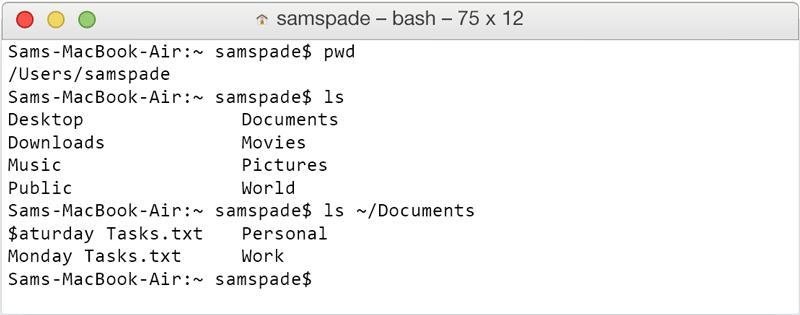 samspade – bash – 75 x 12
Sams-MacBook-Air:~ samspade$ pwd
/Users/samspade
Sams-MacBook-Air:~ samspade$ ls
Desktop Documents
Downloads Movies
Music Pictures
Public World
Sams-MacBook-Air:~ samspade$ ls ~/Documents
$aturday Tasks.txt Personal
Monday Tasks.txt Work
Sams-MacBook-Air:~ samspade$